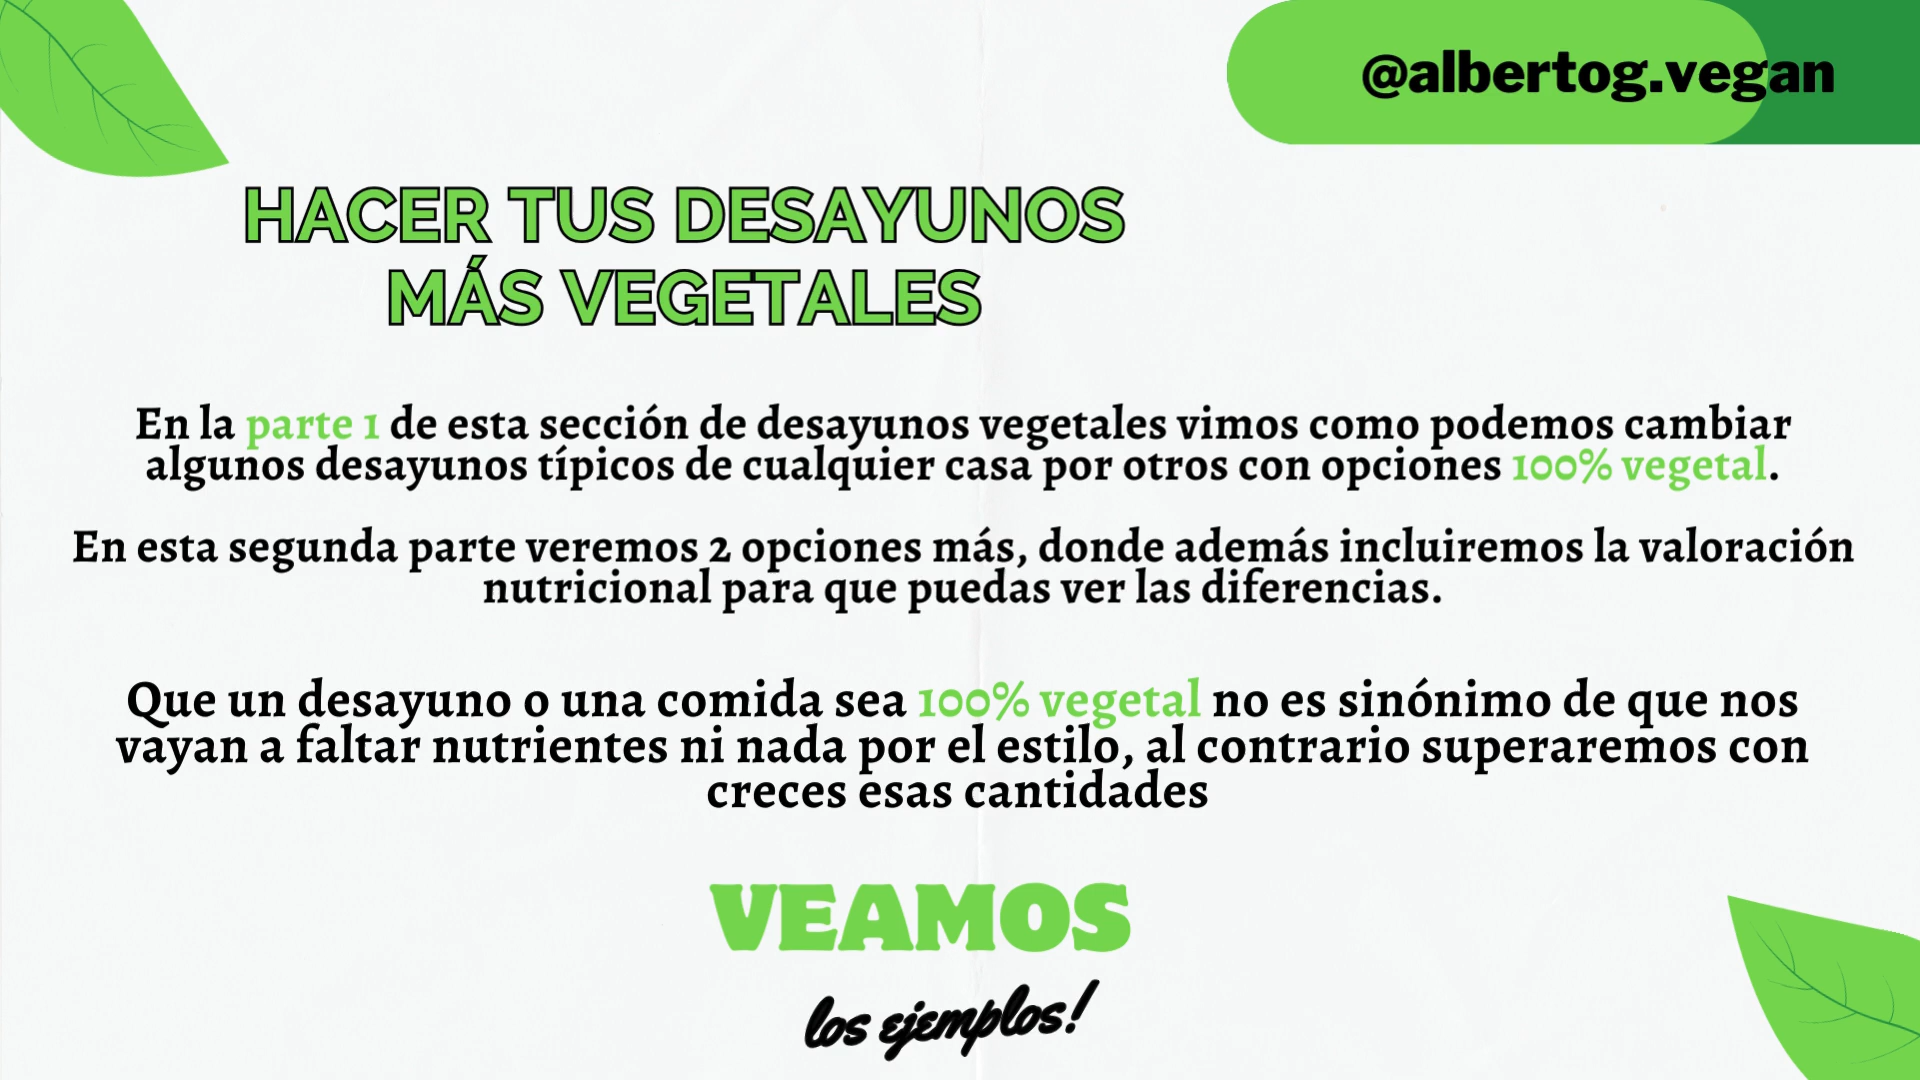 @albertog.vegan
HACER TUS DESAYUNOS
MÁS VEGETALES
En la parte 1 de esta sección de desayunos vegetales vimos como podemos cambiar
algunos desayunos típicos de cualquier casa por otros con opciones 100% vegetal.
En esta segunda parte veremos 2 opciones más, donde además incluiremos la valoración
nutricional para que puedas ver las diferencias.
Que un desayuno o una comida sea 100% vegetal no es sinónimo de que nos
vayan a faltar nutrientes ni nada por el estilo, al contrario superaremos con
creces esas cantidades
VEAMOS
los ejemplos!